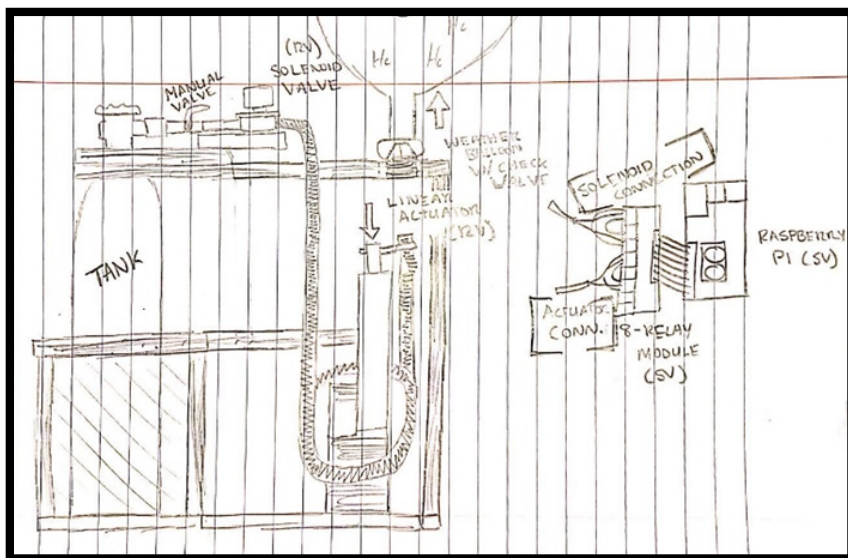 (12V)
SOLENOID
VALVE
MANUAL
VALVE
He
He
He
WEATHER
BALLOON
W/ CHECK
VALVE
LINEAR
ACTUATOR
(12V)
TANK
SOLENOID
CONNECTION
RASPBERRY
PI (5V)
ACTUATOR
CONN.
8-RELAY
MODULE
(5V)